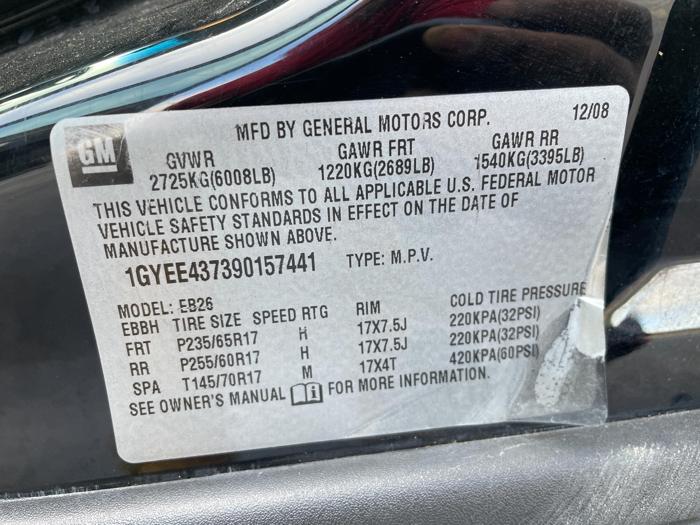 GM
MFD BY GENERAL MOTORS CORP. 12/08
GVWR GAWR FRT GAWR RR
2725KG(6008LB) 1220KG(2689LB) 1540KG(3395LB)
THIS VEHICLE CONFORMS TO ALL APPLICABLE U.S. FEDERAL MOTOR
VEHICLE SAFETY STANDARDS IN EFFECT ON THE DATE OF
MANUFACTURE SHOWN ABOVE.
1GYEE437390157441 TYPE: M.P.V.
MODEL: EB26
EBBH TIRE SIZE SPEED RTG RIM COLD TIRE PRESSURE
FRT P235/65R17 H 17X7.5J 220KPA(32PSI)
RR P255/60R17 H 17X7.5J 220KPA(32PSI)
SPA T145/70R17 M 17X4T 420KPA(60PSI)
SEE OWNER'S MANUAL FOR MORE INFORMATION.